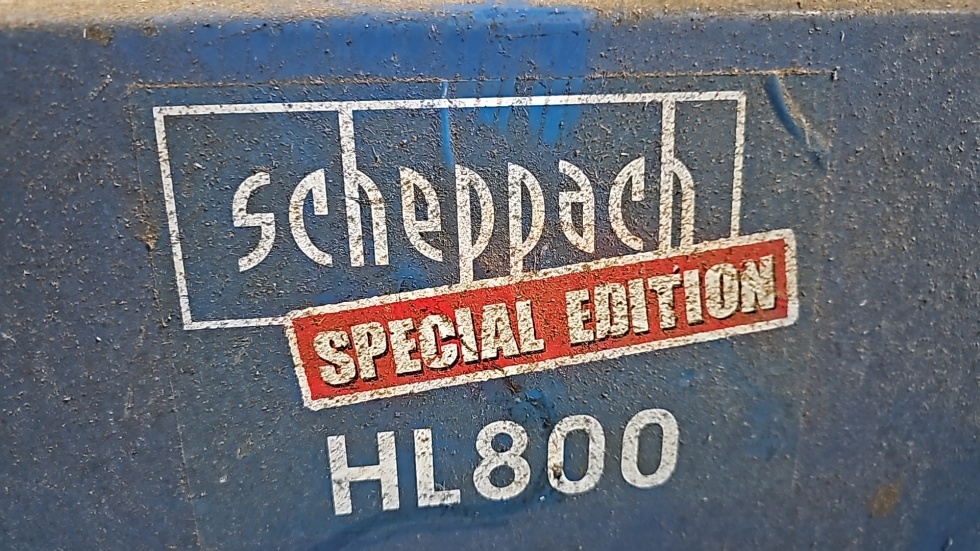 scheppach
SPECIAL EDITION
HL800